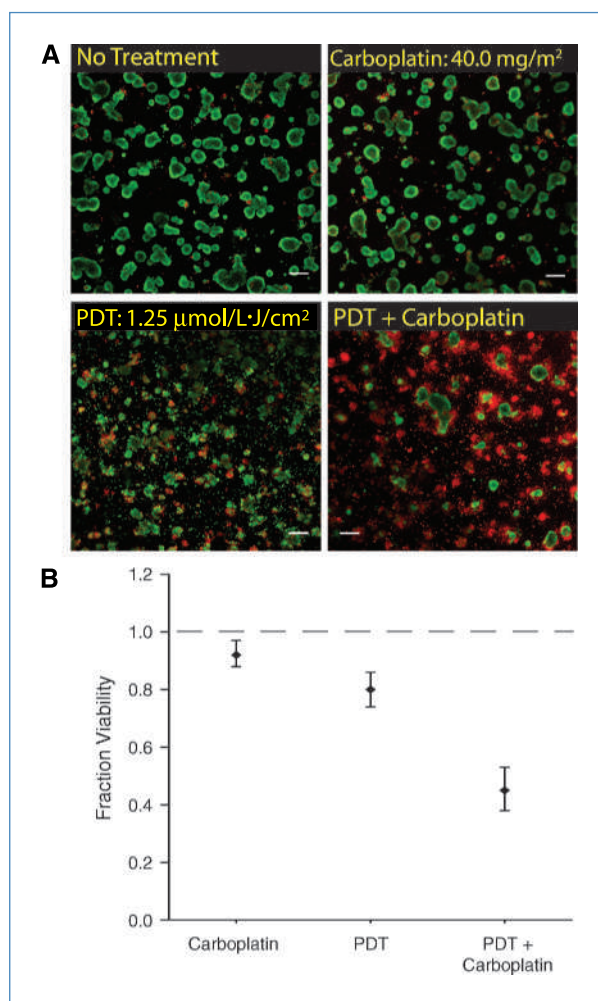 A
No Treatment
Carboplatin: 40.0 mg/m²
PDT: 1.25 μmol/L·J/cm²
PDT + Carboplatin
B
1.2
1.0
0.8
0.6
0.4
0.2
0.0
Fraction Viability
Carboplatin
PDT
PDT +
Carboplatin